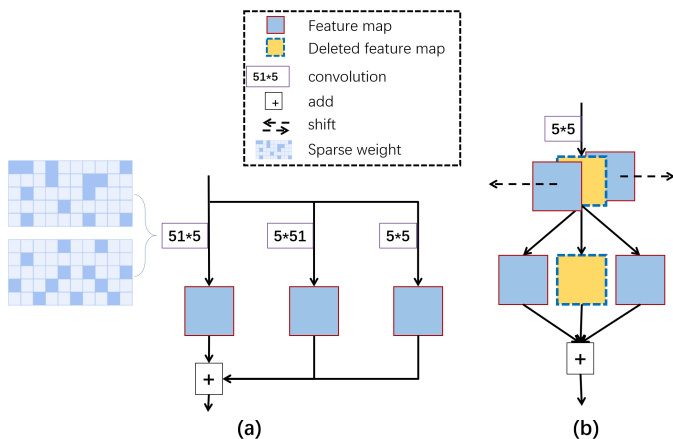 Feature map
Deleted feature map
51*5 convolution
+ add
shift
Sparse weight
5*5
51*5 5*51 5*5
+
+
(a) (b)